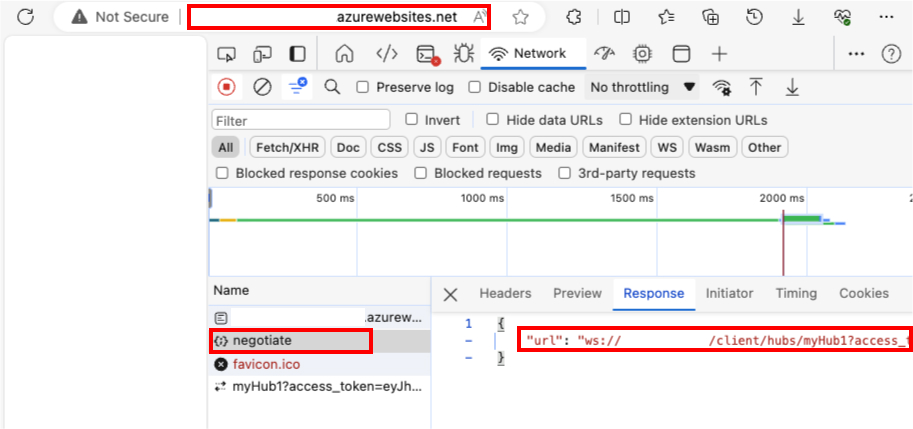 Not Secure azurewebsites.net A
Network
Preserve log Disable cache No throttling
Filter Invert Hide data URLs Hide extension URLs
All Fetch/XHR Doc CSS JS Font Img Media Manifest WS Wasm Other
Blocked response cookies Blocked requests 3rd-party requests
500 ms 1000 ms 1500 ms 2000 ms 2
Name
Headers Preview Response Initiator Timing Cookies
.azurew...
negotiate
favicon.ico
myHub1?access_token=eyJh...
1 {
- "url": "ws:// /client/hubs/myHub1?access_t
- }